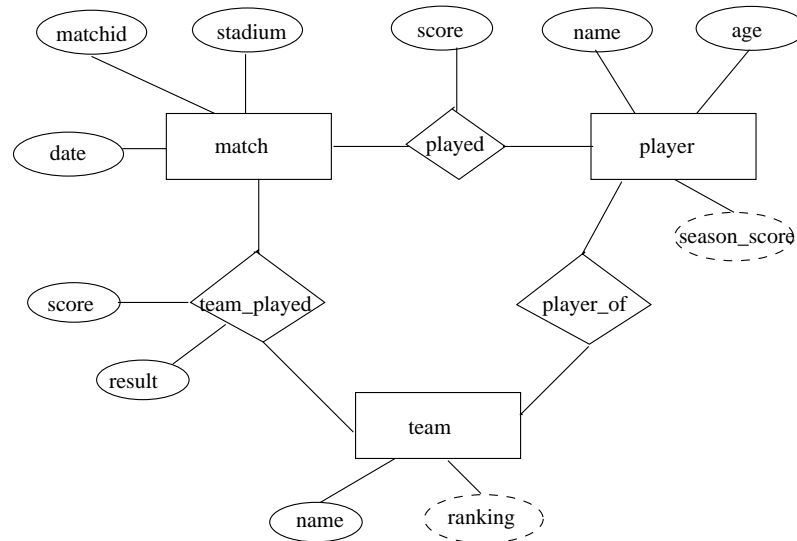 matchid
stadium
score
name
age
date
match
played
player
season_score
score
team_played
player_of
result
team
name
ranking